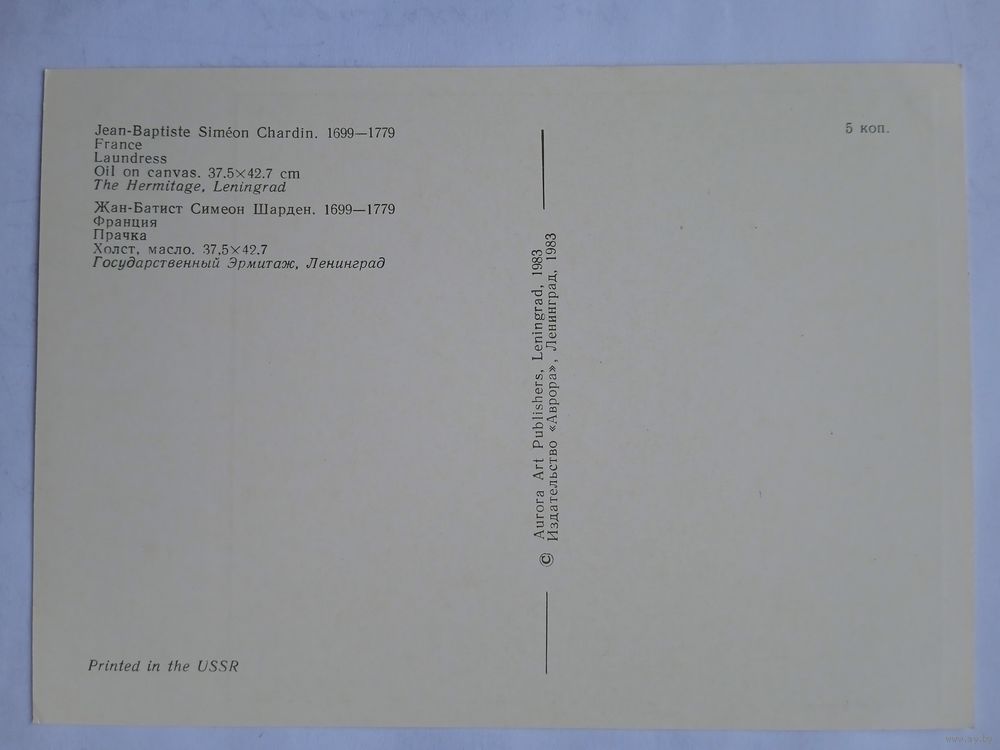 Jean-Baptiste Siméon Chardin. 1699—1779
France
Laundress
Oil on canvas. 37.5×42.7 cm
The Hermitage, Leningrad
Жан-Батист Симеон Шарден. 1699—1779
Франция
Прачка
Холст, масло. 37,5×42,7
Государственный Эрмитаж, Ленинград
Printed in the USSR
© Aurora Art Publishers, Leningrad, 1983
Издательство «Аврора», Ленинград, 1983
5 коп.